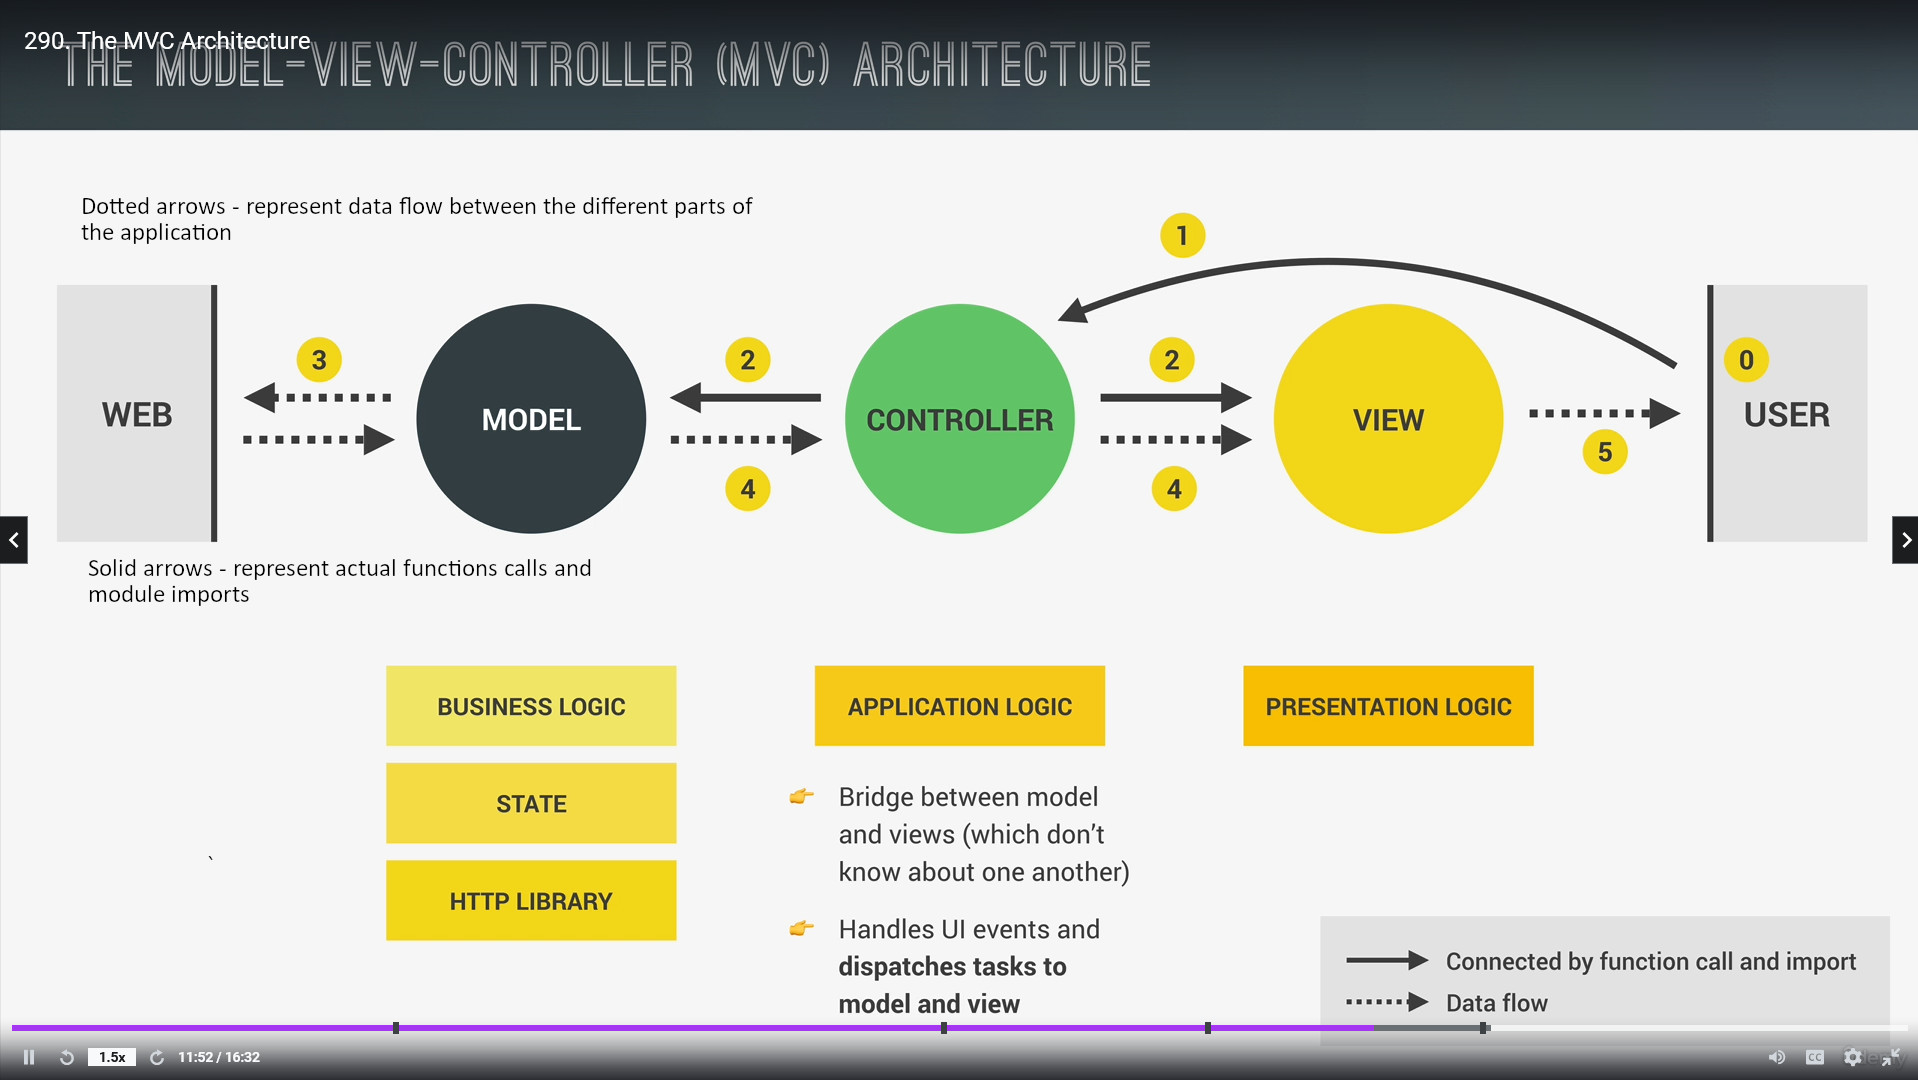 290. The MVC Architecture
THE MODEL-VIEW-CONTROLLER (MVC) ARCHITECTURE
Dotted arrows - represent data flow between the different parts of
the application
1
3
2
2
0
WEB
MODEL
CONTROLLER
VIEW
USER
4
4
5
Solid arrows - represent actual functions calls and
module imports
BUSINESS LOGIC
APPLICATION LOGIC
PRESENTATION LOGIC
STATE
HTTP LIBRARY
👉 Bridge between model
and views (which don't
know about one another)
👉 Handles UI events and
dispatches tasks to
model and view
`
Connected by function call and import
Data flow
1.5x
11:52 / 16:32
CC
Udemy